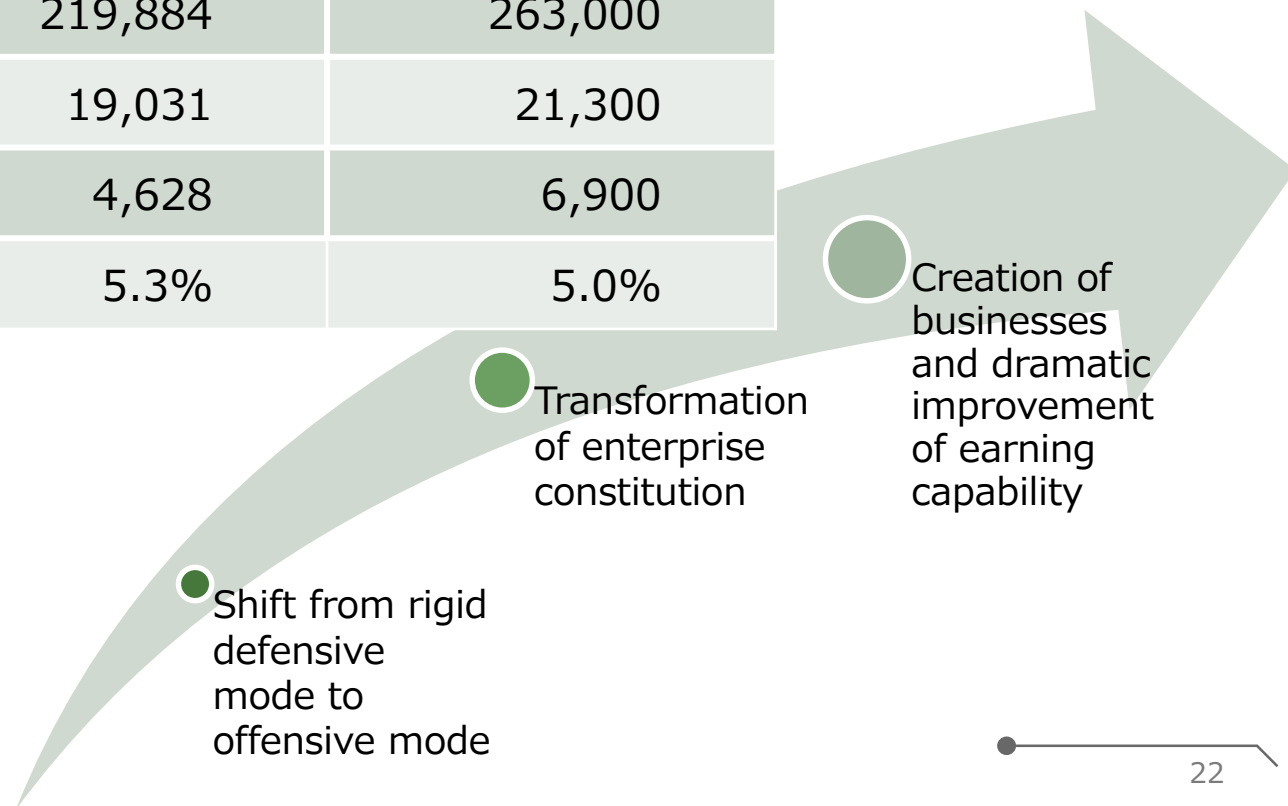 219,884 263,000
19,031 21,300
4,628 6,900
5.3% 5.0%
Creation of
businesses
and dramatic
improvement
of earning
capability
Transformation
of enterprise
constitution
Shift from rigid
defensive
mode to
offensive mode
22